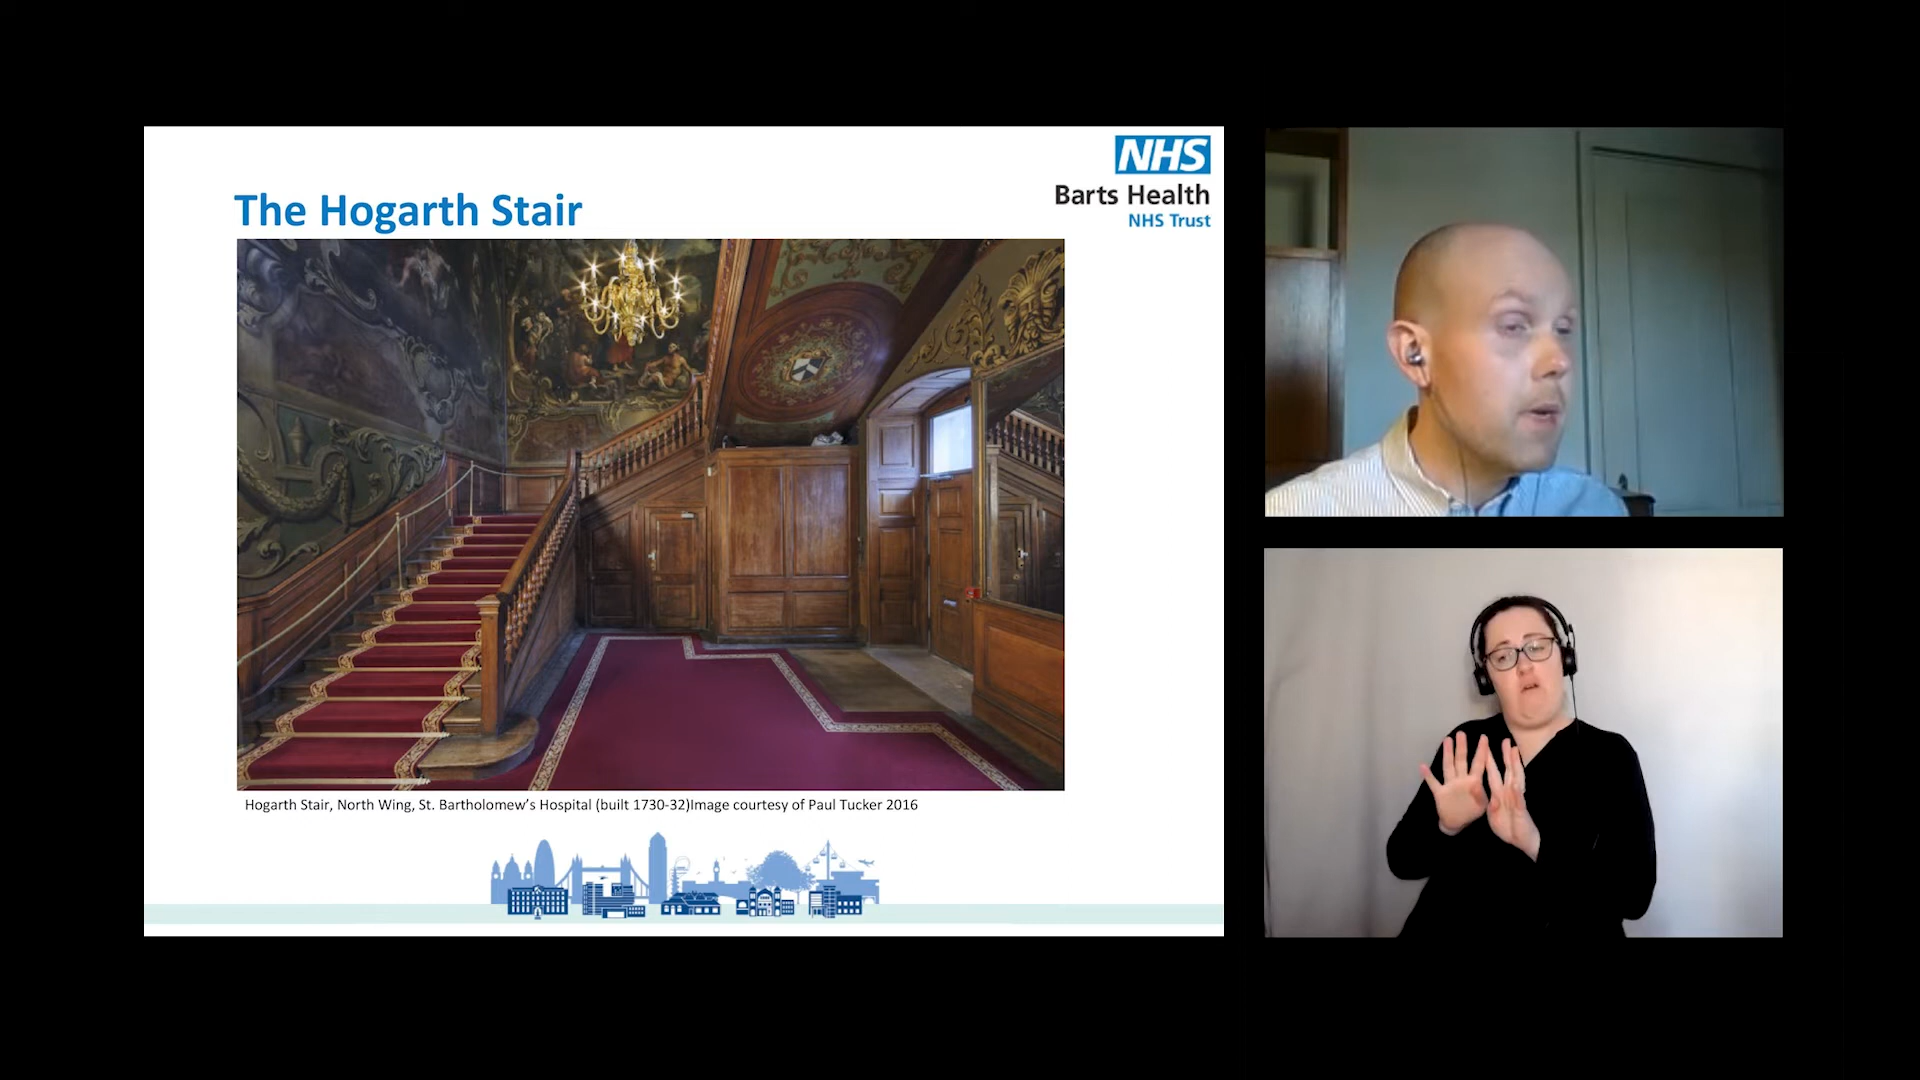 NHS
Barts Health
NHS Trust
The Hogarth Stair
Hogarth Stair, North Wing, St. Bartholomew’s Hospital (built 1730-32)Image courtesy of Paul Tucker 2016